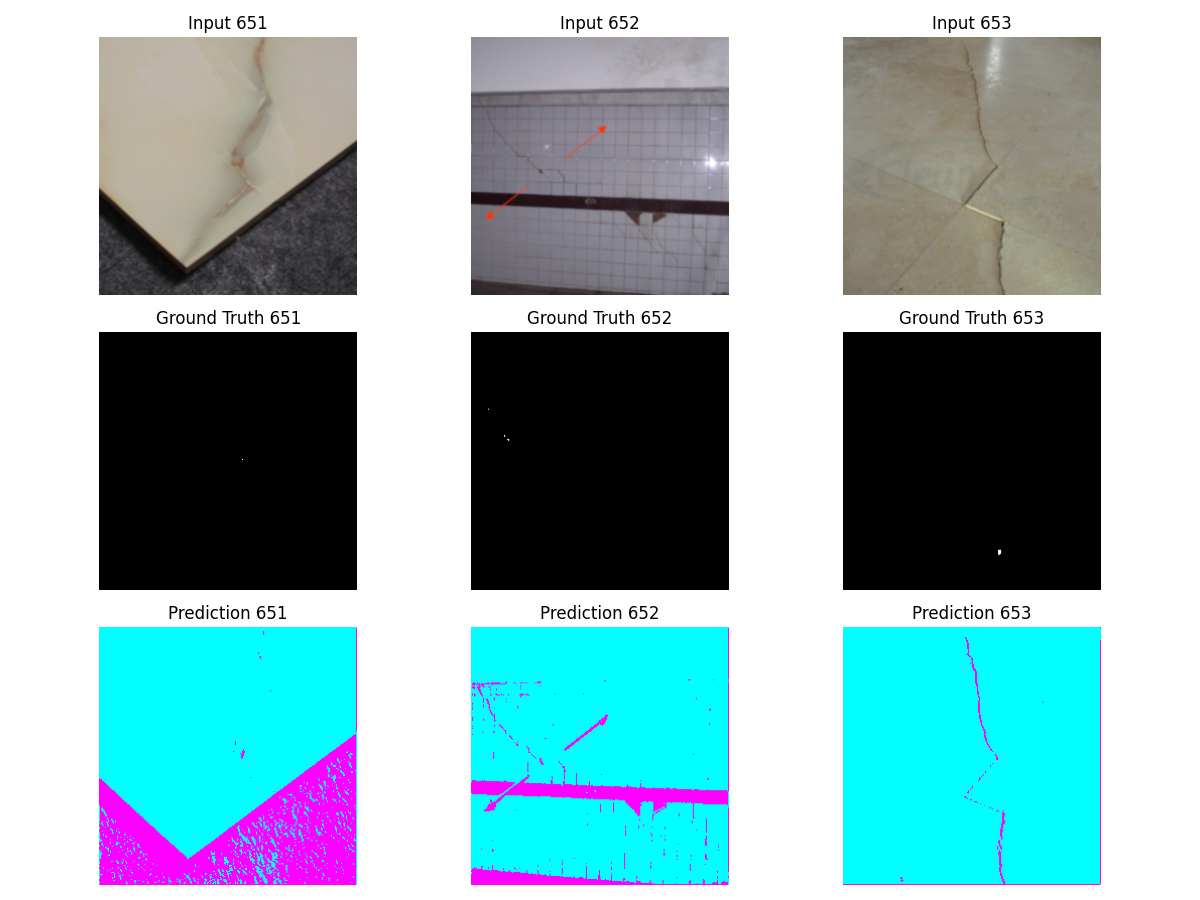 Input 651
Input 652
Input 653
Ground Truth 651
Ground Truth 652
Ground Truth 653
Prediction 651
Prediction 652
Prediction 653